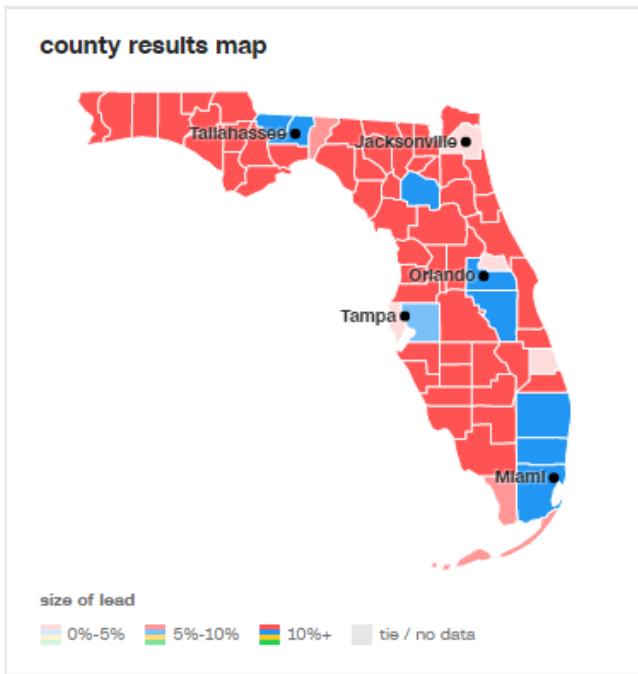 county results map
Tallahassee
Jacksonville
Orlando
Tampa
Miami
size of lead
0%-5% 5%-10% 10%+ tie / no data